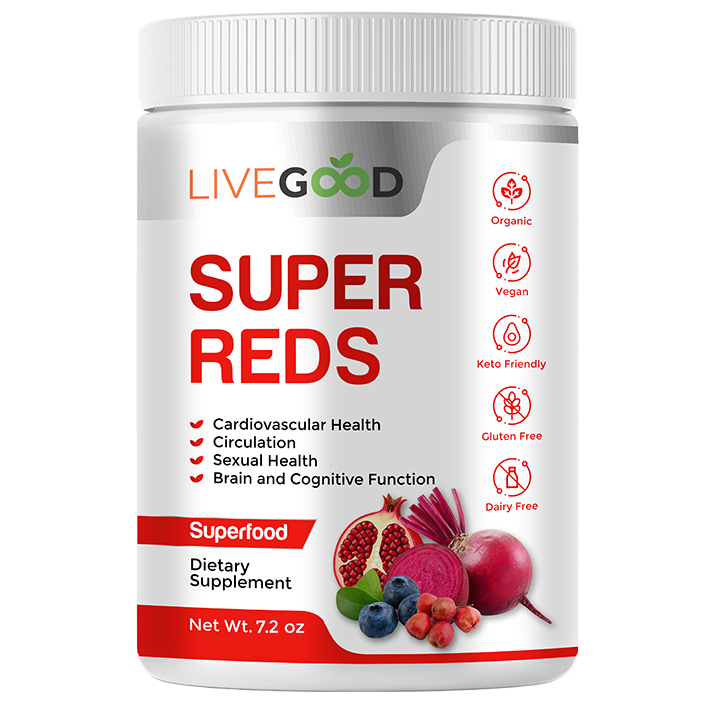 LIVEGOOD
SUPER
REDS
Cardiovascular Health
Circulation
Sexual Health
Brain and Cognitive Function
Superfood
Dietary
Supplement
Net Wt. 7.2 oz
Organic
Vegan
Keto Friendly
Gluten Free
Dairy Free